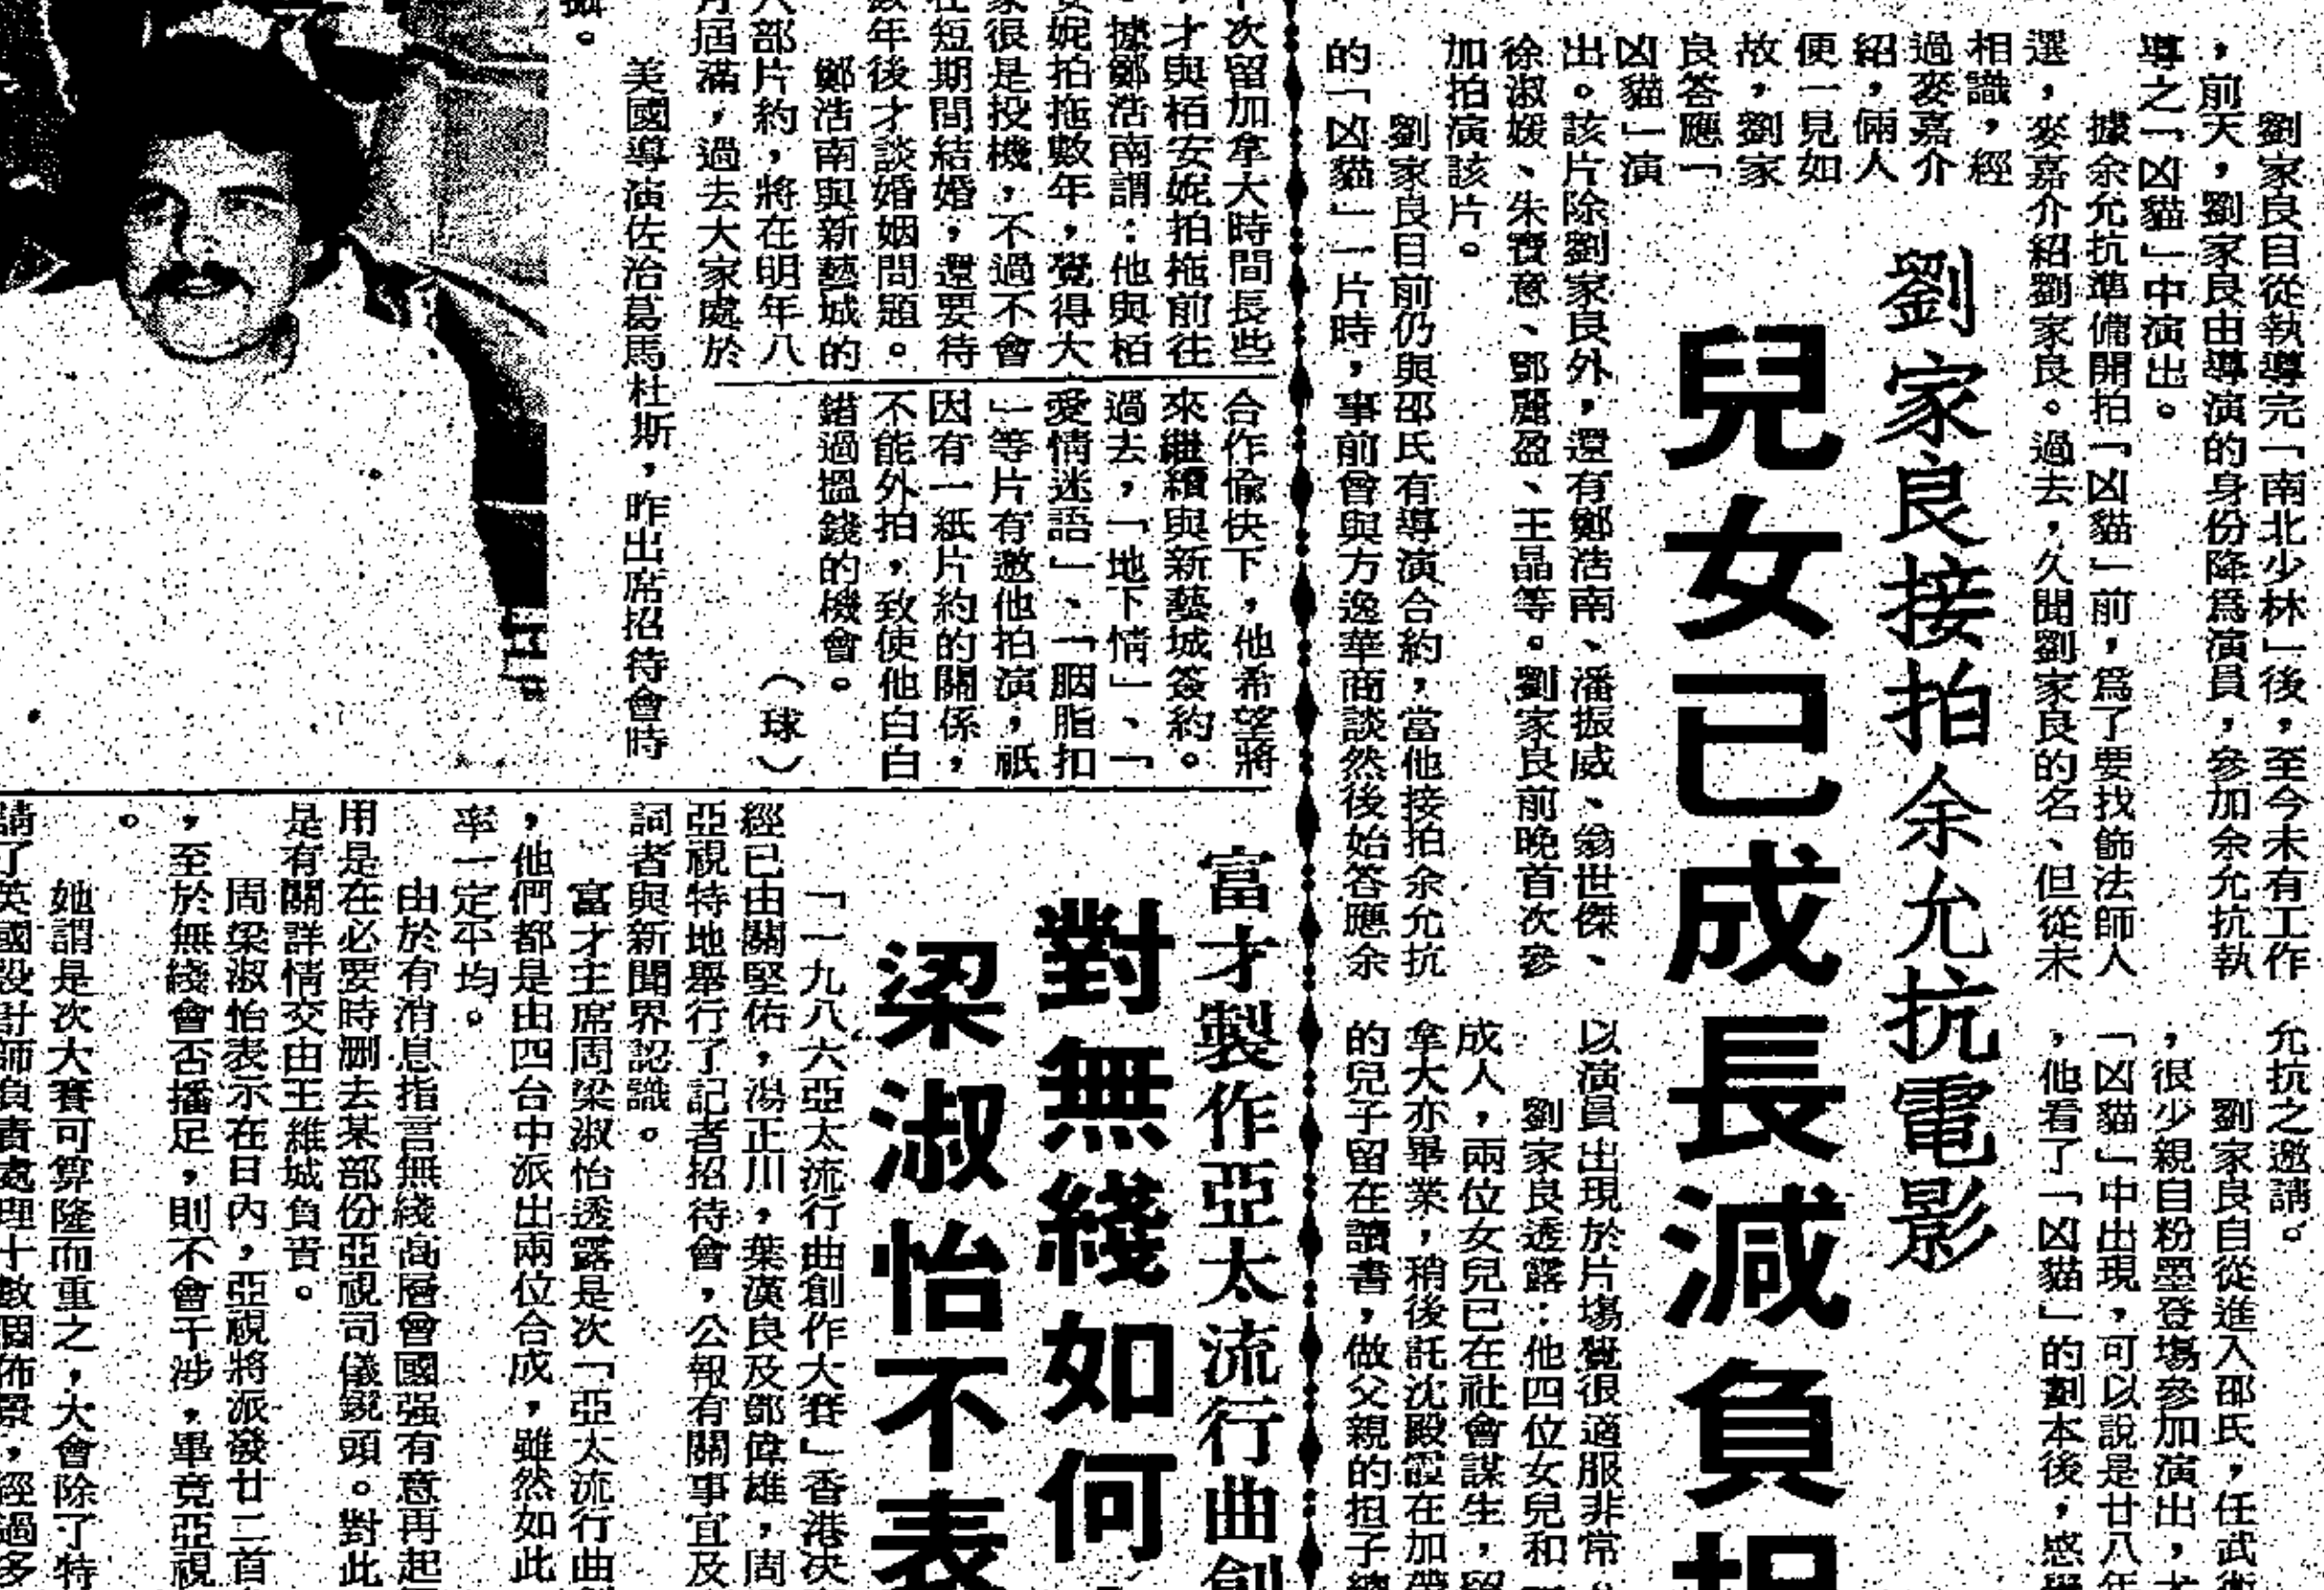 劉家良接拍余允抗電影
兒女已成長減負担
劉家良自從執導完「南北少林」後,至今未有工作
,前天,劉家良由導演的身份降爲演員,參加余允抗執
導之「凶貓」中演出。
據余允抗準備開拍「凶貓」前,爲了要找飾法師人
選,麥嘉介紹劉家良。過去,久聞劉家良的名、但從未
相識,經
過麥嘉介
紹,倆人
便一見如
故,劉家
良答應「
凶貓」演
出。該片除劉家良外,還有鄭浩南、潘振威、翁世傑、
徐淑媛、朱寶意、鄧麗盈、王晶等。劉家良前晚首次參
加拍演該片。
劉家良目前仍與邵氏有導演合約,當他接拍余允抗
的「凶貓」一片時,事前曾與方逸華商談然後始答應余
允抗之邀請。
劉家良自從進入邵氏,任武術
,很少親自粉墨登場參加演出,
「凶貓」中出現,可以說是廿八年
,他看了「凶貓」的劇本後,感
以演員出現於片場覺很適服非常
劉家良透露:他四位女兒和
成人,兩位女兒已在社會謀生,留
拿大亦畢業,稍後託沈殿霞在加帶
的兒子留在讀書,做父親的担子
次留加拿大時間長些
才與栢安妮拍拖前往
據鄭浩南謂:他與栢
安妮拍拖數年,覺得大
家很是投機,不過不會
在短期間結婚,還要待
數年後才談婚姻問題。
鄭浩南與新藝城的
八部片約,將在明年八
月屆滿,過去大家處於
合作愉快下,他希望將
來繼續與新藝城簽約。
過去,「地下情」、「
愛情迷語」、「胭脂扣
」等片有邀他拍演,祇
因有一紙片約的關係,
不能外拍,致使他白白
錯過搵錢的機會。
(球)
美國導演佐治葛馬杜斯,昨出席招待會時
攝。
富才製作亞太流行曲創
對無綫如何
梁淑怡不表
「一九八六亞太流行曲創作大賽」香港決
經已由關堅佑,湯正川,葉漢良及鄧偉雄,周
亞視特地舉行了記者招待會,公報有關事宜及
詞者與新聞界認識。
富才主席周梁淑怡透露是次「亞太流行曲
,他們都是由四台中派出兩位合成,雖然如此
率一定平均。
由於有消息指言無綫高層曾國强有意再起
用是在必要時删去某部份亞視司儀鏡頭。對此
是有關詳情交由王維城負責。
周梁淑怡表示在日內,亞視將派發廿二首
,至於無綫會否播足,則不會干涉,畢竟亞視
。
她謂是次大賽可算隆而重之,大會除了特
請了英國設計師負責處理十數個佈景,經過多